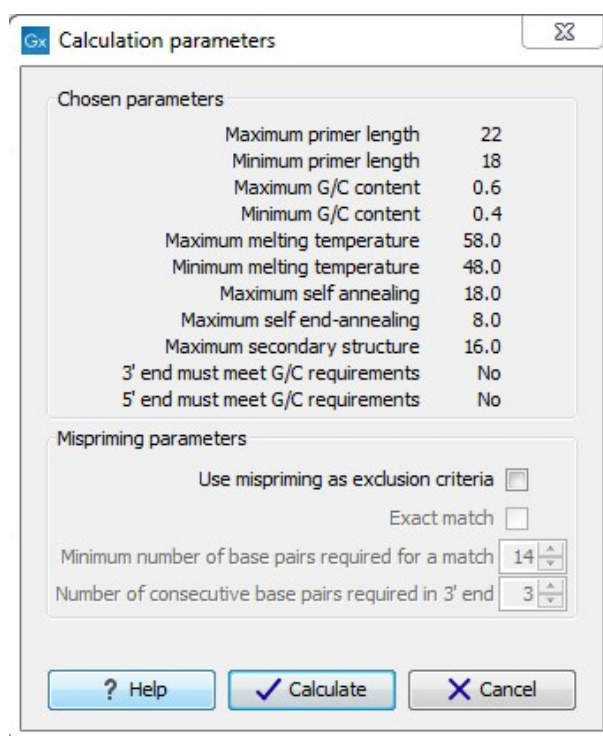 Gx Calculation parameters
Chosen parameters
Maximum primer length 22
Minimum primer length 18
Maximum G/C content 0.6
Minimum G/C content 0.4
Maximum melting temperature 58.0
Minimum melting temperature 48.0
Maximum self annealing 18.0
Maximum self end-annealing 8.0
Maximum secondary structure 16.0
3' end must meet G/C requirements No
5' end must meet G/C requirements No
Mispriming parameters
Use mispriming as exclusion criteria
Exact match
Minimum number of base pairs required for a match 14
Number of consecutive base pairs required in 3' end 3
? Help Calculate Cancel